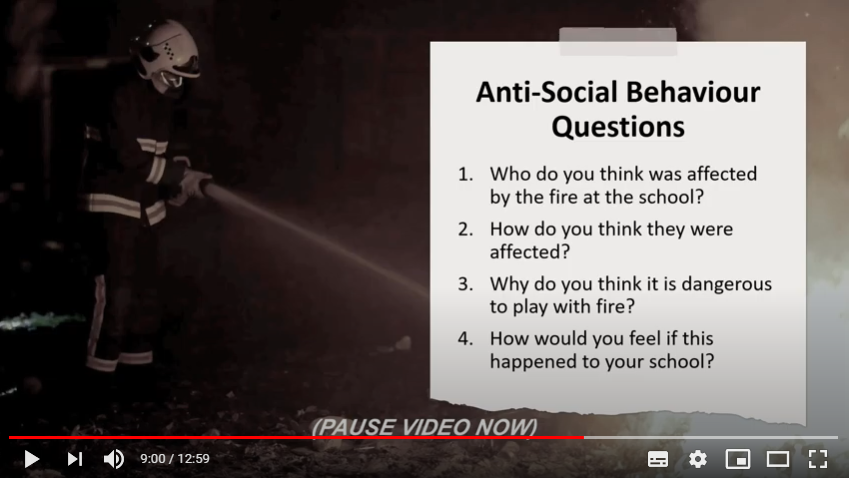 Anti-Social Behaviour
Questions
1. Who do you think was affected
by the fire at the school?
2. How do you think they were
affected?
3. Why do you think it is dangerous
to play with fire?
4. How would you feel if this
happened to your school?
(PAUSE VIDEO NOW)
9:00 / 12:59